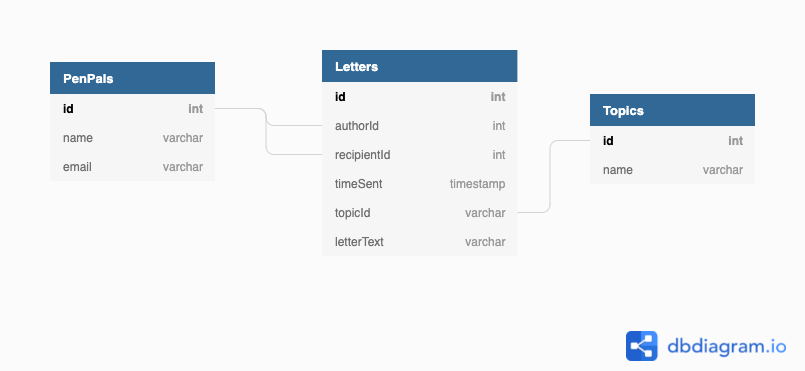 PenPals
id int
name varchar
email varchar
Letters
id int
authorId int
recipientId int
timeSent timestamp
topicId varchar
letterText varchar
Topics
id int
name varchar
dbdiagram.io